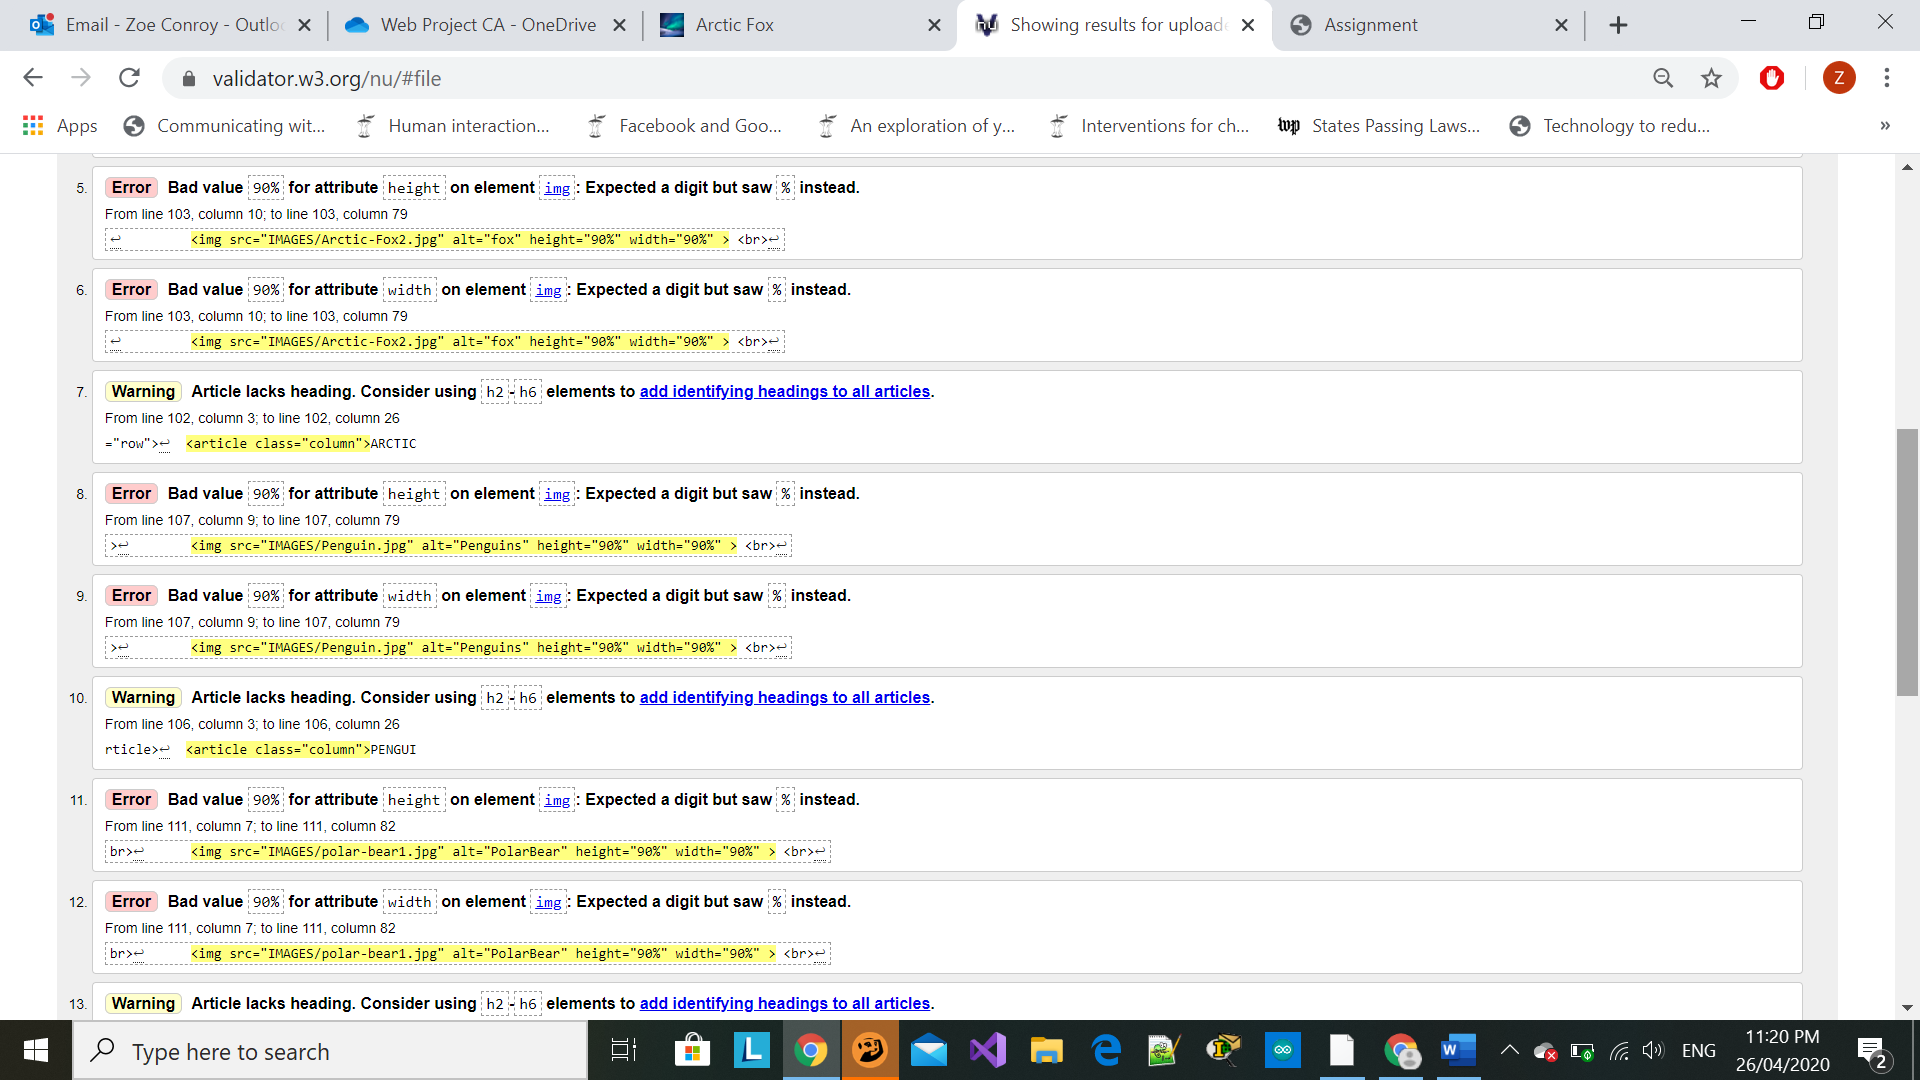 Email - Zoe Conroy - Outlo
Web Project CA - OneDrive
Arctic Fox
Showing results for upload
Assignment
validator.w3.org/nu/#file
Z
Apps
Communicating wit...
Human interaction...
Facebook and Goo...
An exploration of y...
Interventions for ch...
wp States Passing Laws...
Technology to redu...
»
5. Error Bad value 90% for attribute height on element img: Expected a digit but saw % instead.
From line 103, column 10; to line 103, column 79
↩ <img src="IMAGES/Arctic-Fox2.jpg" alt="fox" height="90%" width="90%" > <br>↩
6. Error Bad value 90% for attribute width on element img: Expected a digit but saw % instead.
From line 103, column 10; to line 103, column 79
↩ <img src="IMAGES/Arctic-Fox2.jpg" alt="fox" height="90%" width="90%" > <br>↩
7. Warning Article lacks heading. Consider using h2-h6 elements to add identifying headings to all articles.
From line 102, column 3; to line 102, column 26
="row">↩ <article class="column">ARCTIC
8. Error Bad value 90% for attribute height on element img: Expected a digit but saw % instead.
From line 107, column 9; to line 107, column 79
>↩ <img src="IMAGES/Penguin.jpg" alt="Penguins" height="90%" width="90%" > <br>↩
9. Error Bad value 90% for attribute width on element img: Expected a digit but saw % instead.
From line 107, column 9; to line 107, column 79
>↩ <img src="IMAGES/Penguin.jpg" alt="Penguins" height="90%" width="90%" > <br>↩
10. Warning Article lacks heading. Consider using h2-h6 elements to add identifying headings to all articles.
From line 106, column 3; to line 106, column 26
rticle>↩ <article class="column">PENGUI
11. Error Bad value 90% for attribute height on element img: Expected a digit but saw % instead.
From line 111, column 7; to line 111, column 82
br>↩ <img src="IMAGES/polar-bear1.jpg" alt="PolarBear" height="90%" width="90%" > <br>↩
12. Error Bad value 90% for attribute width on element img: Expected a digit but saw % instead.
From line 111, column 7; to line 111, column 82
br>↩ <img src="IMAGES/polar-bear1.jpg" alt="PolarBear" height="90%" width="90%" > <br>↩
13. Warning Article lacks heading. Consider using h2-h6 elements to add identifying headings to all articles.
Type here to search
L
ENG
11:20 PM
26/04/2020
2